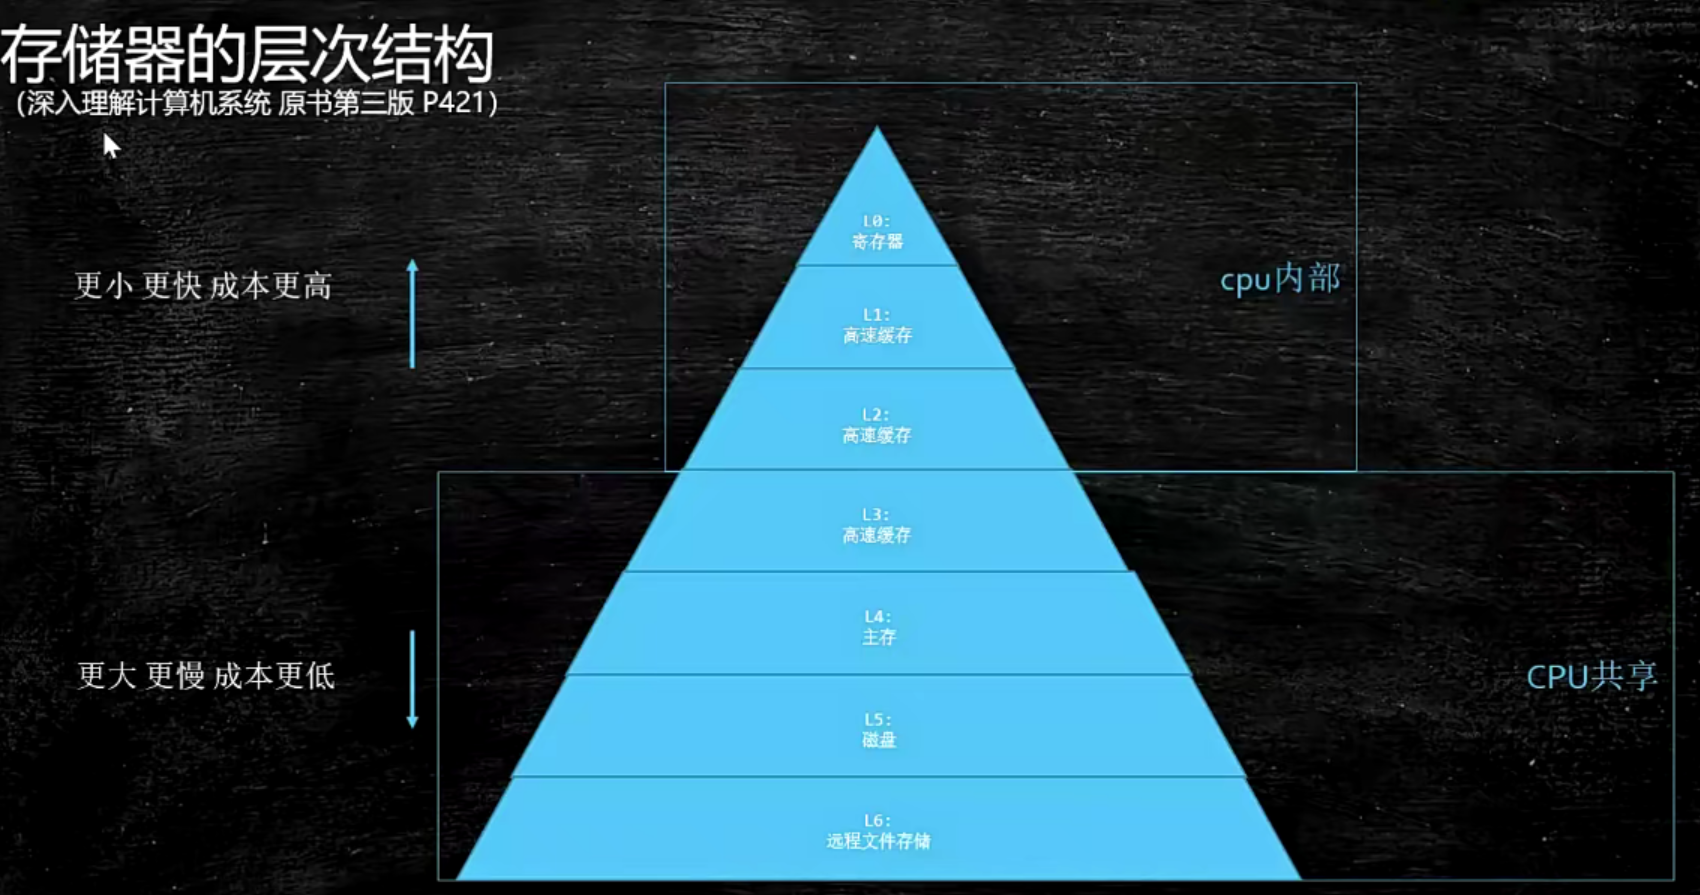 存储器的层次结构
(深入理解计算机系统 原书第三版 P421)
更小 更快 成本更高
L0:
寄存器
cpu内部
L1:
高速缓存
L2:
高速缓存
L3:
高速缓存
L4:
主存
更大 更慢 成本更低
CPU共享
L5:
磁盘
L6:
远程文件存储